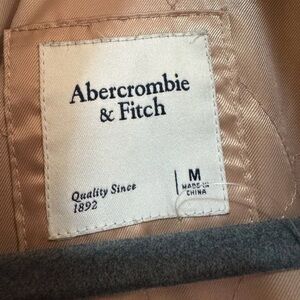 Abercrombie
& Fitch
Quality Since
1892
M
MADE IN
CHINA